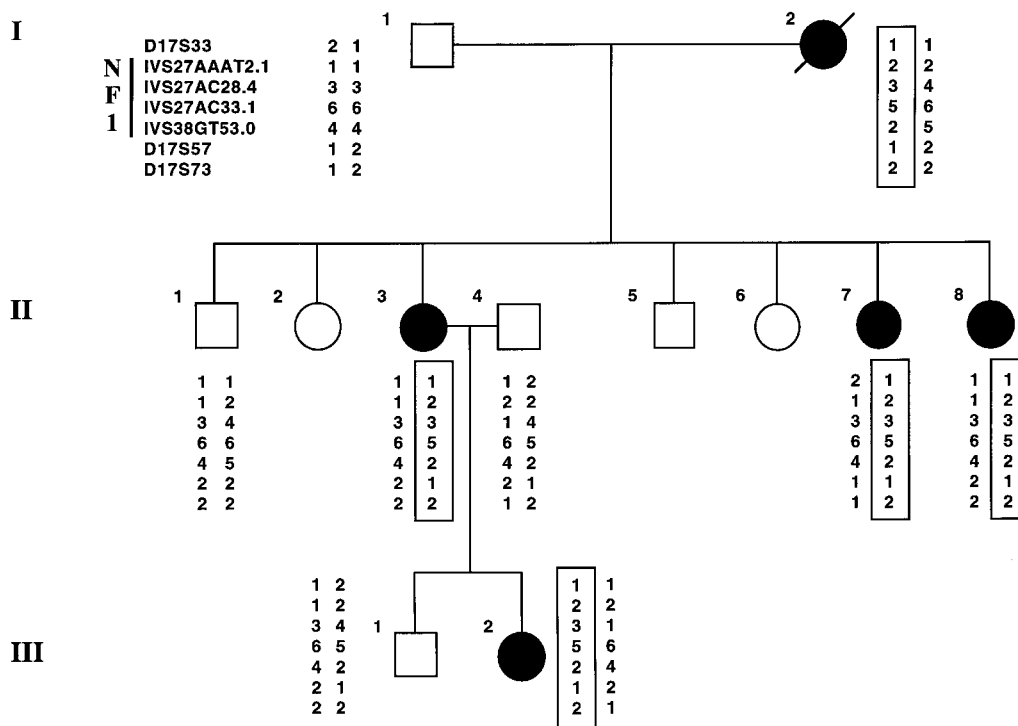 I
1
2
D17S33 2 1 1 1
NF1
IVS27AAAT2.1 1 1 2 2
IVS27AC28.4 3 3 3 4
IVS27AC33.1 6 6 5 6
IVS38GT53.0 4 4 2 5
D17S57 1 2 1 2
D17S73 1 2 2 2
II
1 2 3 4 5 6 7 8
1 1 1 1 1 2 2 1 1 1
1 2 1 2 2 2 1 2 1 2
3 4 3 3 1 4 3 3 3 3
6 6 6 5 6 5 6 5 6 5
4 5 4 2 4 2 4 2 4 2
2 2 2 1 2 1 1 1 2 1
2 2 2 2 1 2 1 2 2 2
III
1 2
1 2 1 1
1 2 2 2
3 4 3 1
6 5 5 6
4 2 2 4
2 1 1 2
2 2 2 1